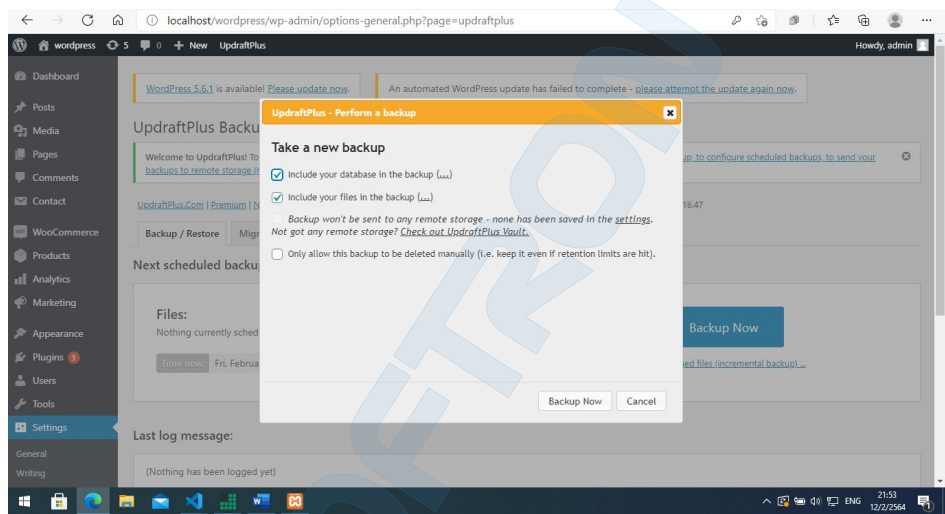 localhost/wordpress/wp-admin/options-general.php?page=updraftplus
wordpress 5 0 + New UpdraftPlus Howdy, admin
Dashboard
Posts
Media
Pages
Comments
Contact
WooCommerce
Products
Analytics
Marketing
Appearance
Plugins 3
Users
Tools
Settings
General
Writing
WordPress 5.6.1 is available! Please update now.
An automated WordPress update has failed to complete - please attempt the update again now.
UpdraftPlus Backu
Welcome to UpdraftPlus! To
up, to configure scheduled backups, to send your
backups to remote storage
UpdraftPlus.Com | Premium |
16.47
Backup / Restore Migr
Next scheduled backu
Files:
Nothing currently sched
Time now: Fri, Februa
Backup Now
ed files (incremental backup) ...
Last log message:
(Nothing has been logged yet)
UpdraftPlus - Perform a backup
Take a new backup
Include your database in the backup (...)
Include your files in the backup (...)
Backup won't be sent to any remote storage - none has been saved in the settings.
Not got any remote storage? Check out UpdraftPlus Vault.
Only allow this backup to be deleted manually (i.e. keep it even if retention limits are hit).
Backup Now Cancel
ENG
21:53
12/2/2564